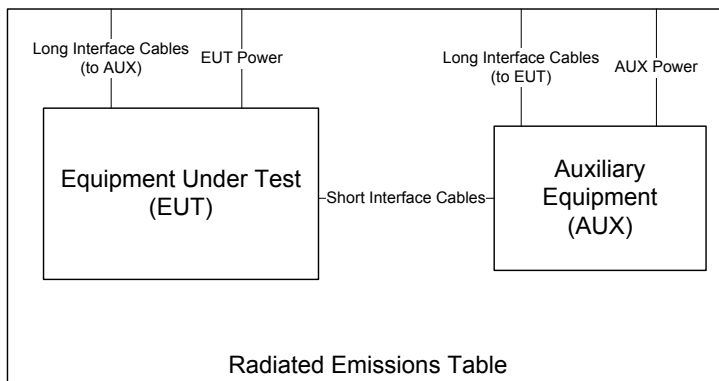 Long Interface Cables
(to AUX)
EUT Power
Long Interface Cables
(to EUT)
AUX Power
Equipment Under Test
(EUT)
Short Interface Cables
Auxiliary
Equipment
(AUX)
Radiated Emissions Table